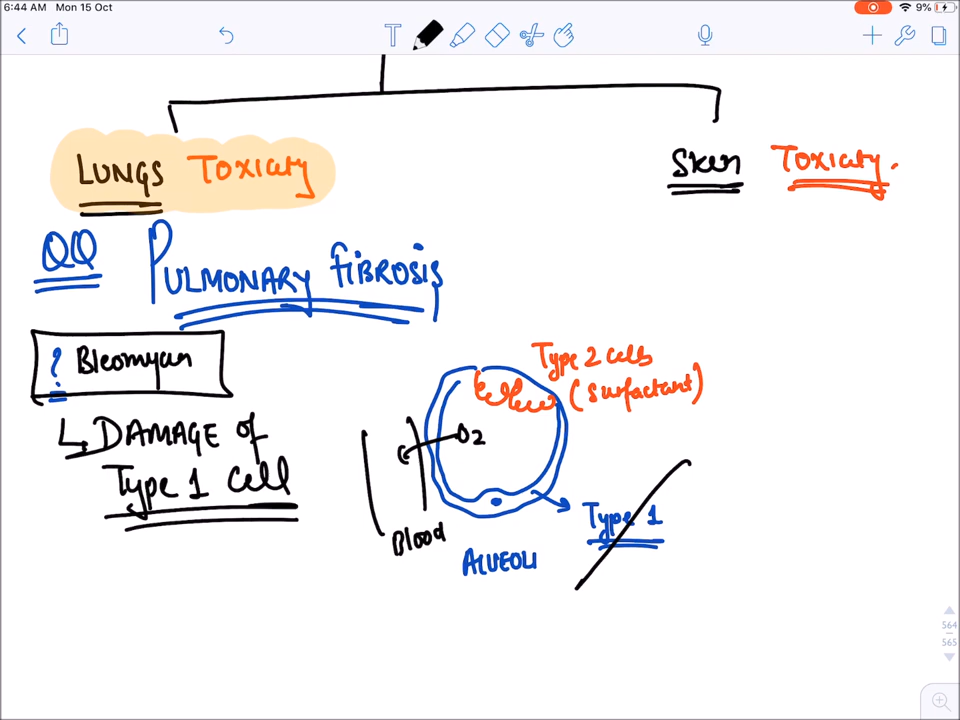 6:44 AM Mon 15 Oct
9%
LUNGS Toxicity
Skin Toxicity.
QQ PULMONARY fiBROSIS
? Bleomycin
DAMAGE of
Type 1 Cell
Type 2 cells
(surfactant)
O2
Blood
ALVEOLI
Type 1
564
565